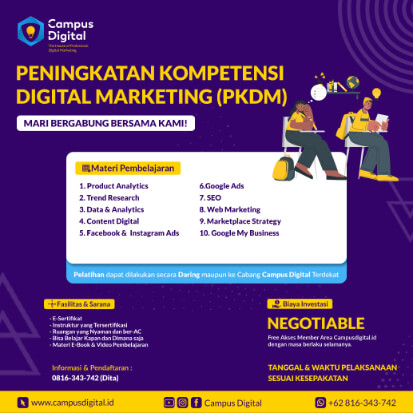 Campus
Digital
PENINGKATAN KOMPETENSI
DIGITAL MARKETING (PKDM)
MARI BERGABUNG BERSAMA KAMI!
Materi Pembelajaran
1. Product Analytics
2. Trend Research
3. Data & Analytics
4. Content Digital
5. Facebook & Instagram Ads
6.Google Ads
7. SEO
8. Web Marketing
9. Marketplace Strategy
10. Google My Business
Pelatihan dapat dilakukan secara Daring maupun ke Cabang Campus Digital Terdekat
Fasilitas & Sarana
- E-Sertifikat
- Instruktur yang Tersertifikasi
- Ruangan yang Nyaman dan ber-AC
- Bisa Belajar Kapan dan Dimana saja
- Materi E-Book & Video Pembelajaran
Informasi & Pendaftaran :
0816-343-742 (Dita)
Biaya Investasi
NEGOTIABLE
Free Akses Member Area Campusdigital.id
dengan masa berlaku selamanya.
TANGGAL & WAKTU PELAKSANAAN
SESUAI KESEPAKATAN
www.campusdigital.id
Campus Digital
+62 816-343-742